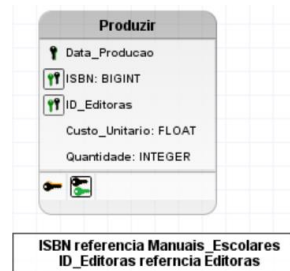 Produzir
Data_Producao
ISBN: BIGINT
ID_Editoras
Custo_Unitario: FLOAT
Quantidade: INTEGER
ISBN referencia Manuais_Escolares
ID_Editoras referncia Editoras